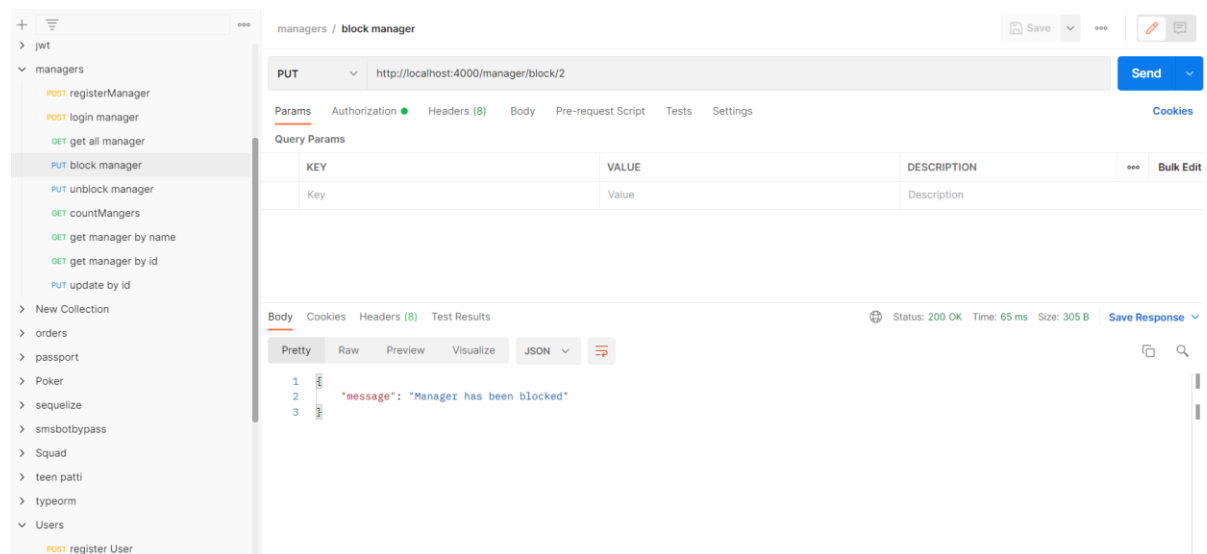 jwt
managers
POST registerManager
POST login manager
GET get all manager
PUT block manager
PUT unblock manager
GET countMangers
GET get manager by name
GET get manager by id
PUT update by id
New Collection
orders
passport
Poker
sequelize
smsbotbypass
Squad
teen patti
typeorm
Users
POST register User
managers / block manager
Save
PUT http://localhost:4000/manager/block/2
Send
Params Authorization Headers (8) Body Pre-request Script Tests Settings
Cookies
Query Params
KEY VALUE DESCRIPTION Bulk Edit
Key Value Description
Body Cookies Headers (8) Test Results
Status: 200 OK Time: 65 ms Size: 305 B Save Response
Pretty Raw Preview Visualize JSON
1 {
2 "message": "Manager has been blocked"
3 }